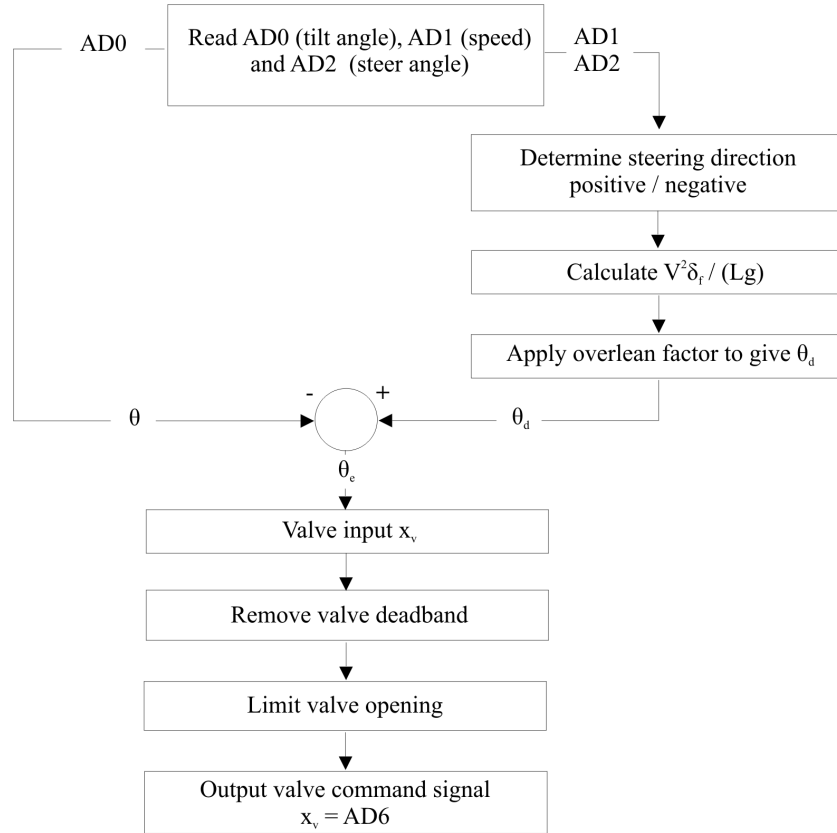 AD0
Read AD0 (tilt angle), AD1 (speed)
and AD2 (steer angle)
AD1
AD2
Determine steering direction
positive / negative
Calculate V²δf / (Lg)
Apply overlean factor to give θd
- +
θ
θd
θe
Valve input xv
Remove valve deadband
Limit valve opening
Output valve command signal
xv = AD6